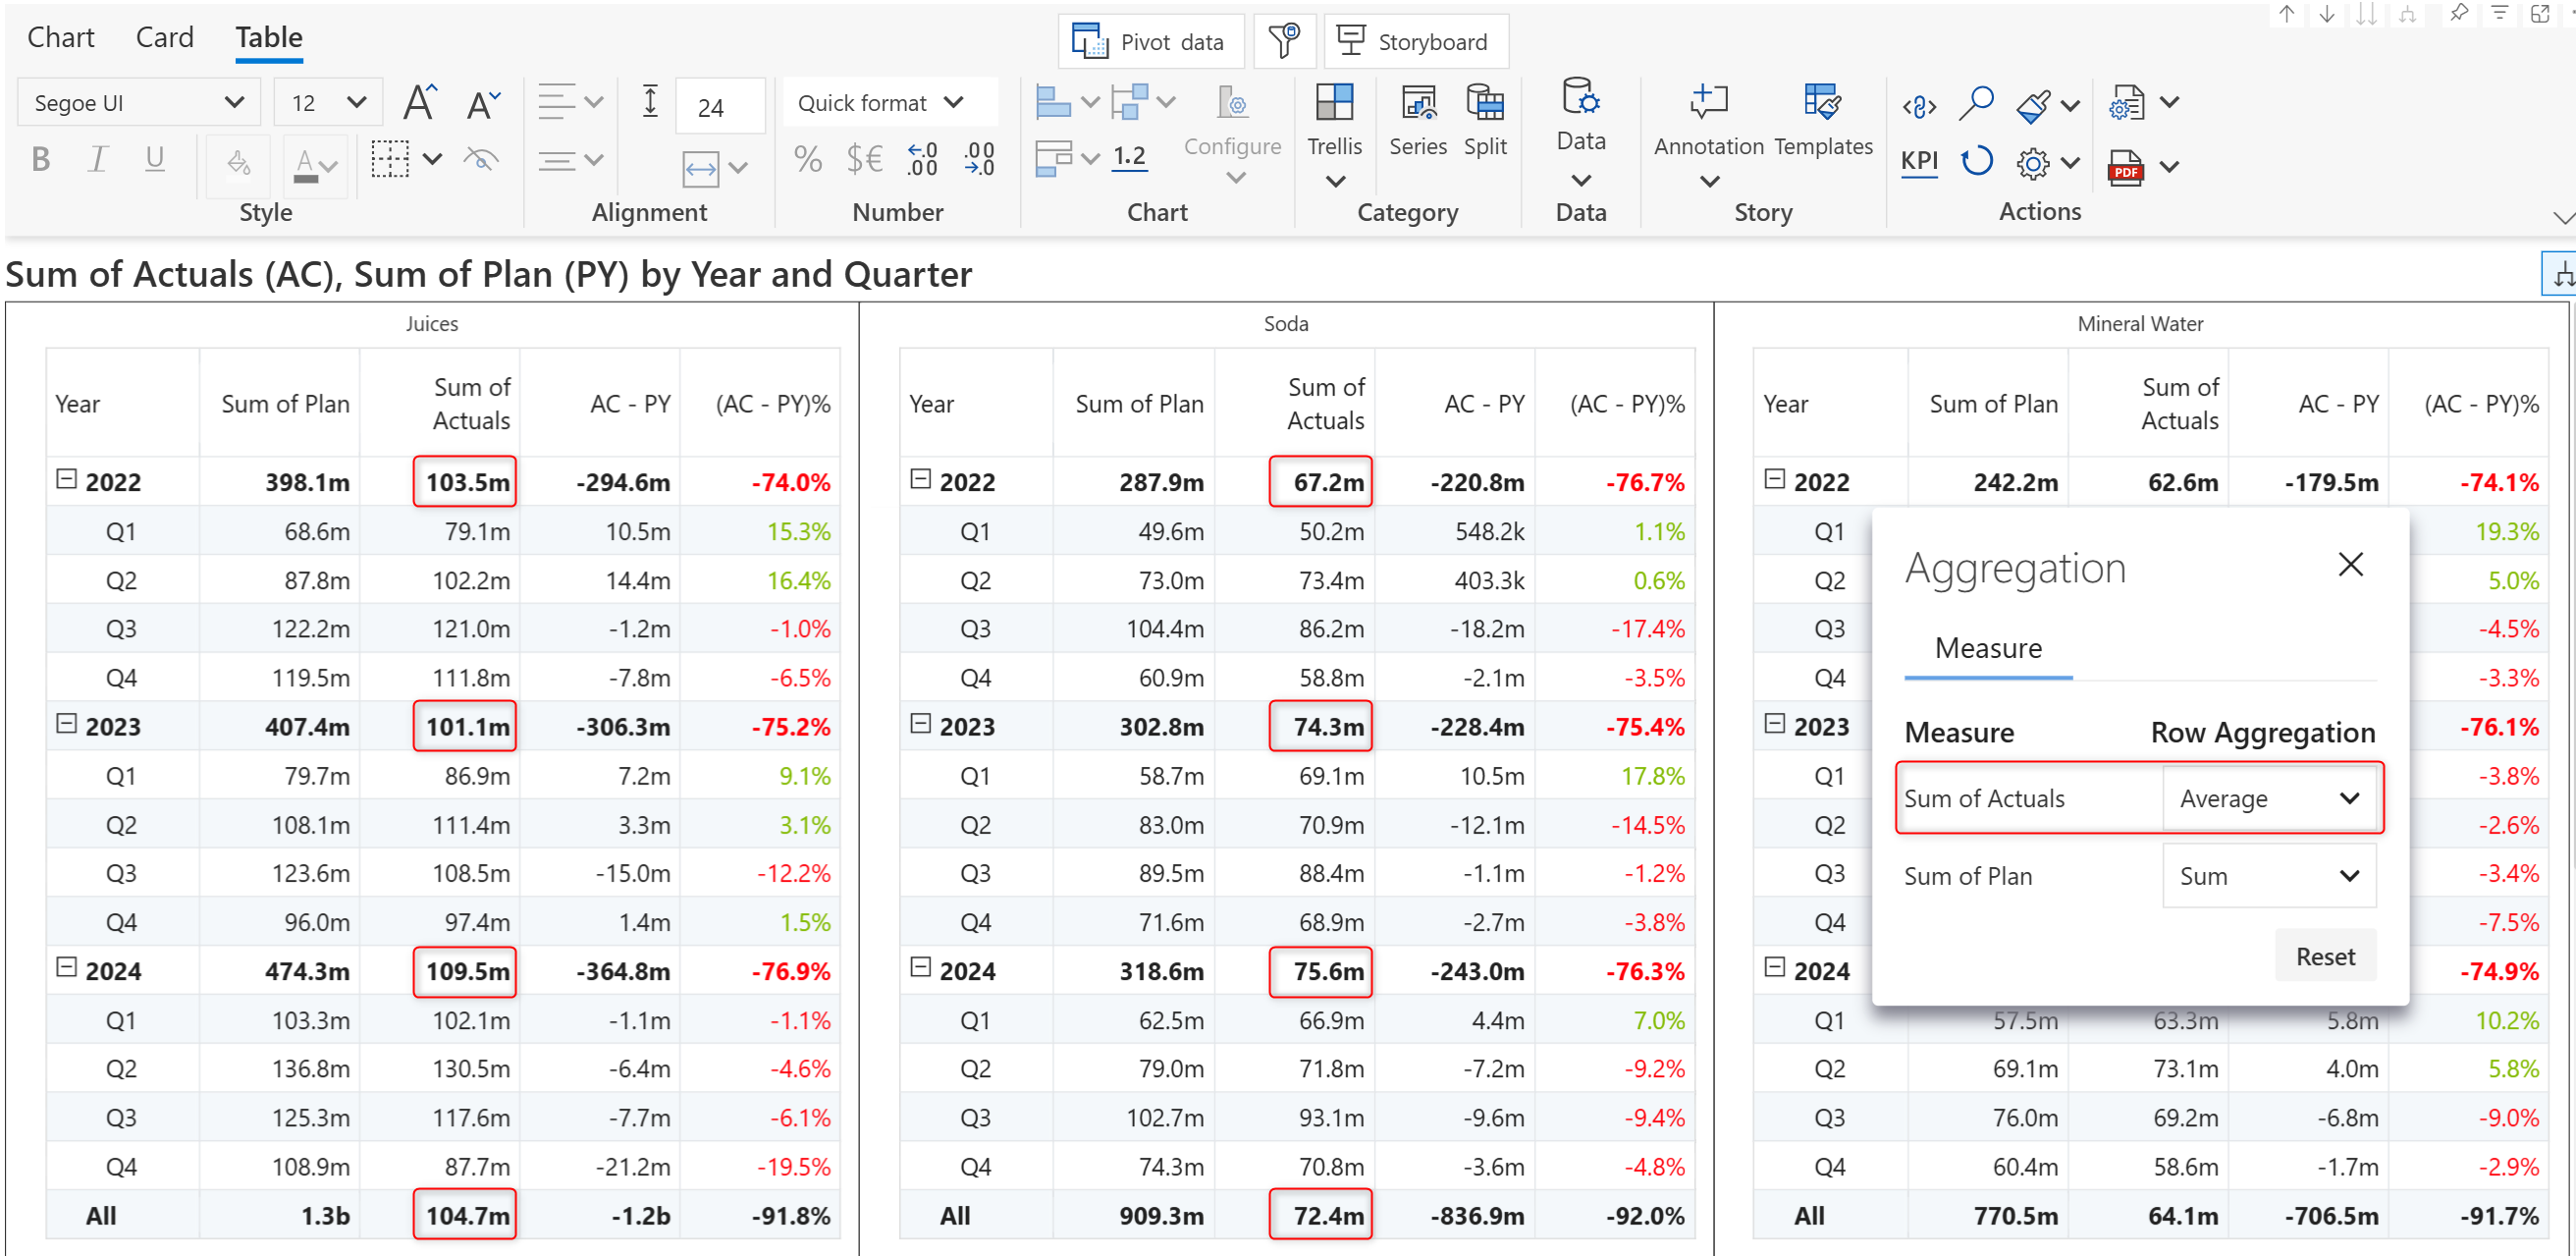 Chart Card Table
Pivot data Storyboard
Segoe UI 12 A A 24 Quick format
B I U A % $€ .0 .00 .00 .0 1.2 Configure Trellis Series Split Data Annotation Templates KPI PDF
Style Alignment Number Chart Category Data Story Actions
Sum of Actuals (AC), Sum of Plan (PY) by Year and Quarter
Juices
Year Sum of Plan Sum of Actuals AC - PY (AC - PY)%
2022 398.1m 103.5m -294.6m -74.0%
Q1 68.6m 79.1m 10.5m 15.3%
Q2 87.8m 102.2m 14.4m 16.4%
Q3 122.2m 121.0m -1.2m -1.0%
Q4 119.5m 111.8m -7.8m -6.5%
2023 407.4m 101.1m -306.3m -75.2%
Q1 79.7m 86.9m 7.2m 9.1%
Q2 108.1m 111.4m 3.3m 3.1%
Q3 123.6m 108.5m -15.0m -12.2%
Q4 96.0m 97.4m 1.4m 1.5%
2024 474.3m 109.5m -364.8m -76.9%
Q1 103.3m 102.1m -1.1m -1.1%
Q2 136.8m 130.5m -6.4m -4.6%
Q3 125.3m 117.6m -7.7m -6.1%
Q4 108.9m 87.7m -21.2m -19.5%
All 1.3b 104.7m -1.2b -91.8%
Soda
Year Sum of Plan Sum of Actuals AC - PY (AC - PY)%
2022 287.9m 67.2m -220.8m -76.7%
Q1 49.6m 50.2m 548.2k 1.1%
Q2 73.0m 73.4m 403.3k 0.6%
Q3 104.4m 86.2m -18.2m -17.4%
Q4 60.9m 58.8m -2.1m -3.5%
2023 302.8m 74.3m -228.4m -75.4%
Q1 58.7m 69.1m 10.5m 17.8%
Q2 83.0m 70.9m -12.1m -14.5%
Q3 89.5m 88.4m -1.1m -1.2%
Q4 71.6m 68.9m -2.7m -3.8%
2024 318.6m 75.6m -243.0m -76.3%
Q1 62.5m 66.9m 4.4m 7.0%
Q2 79.0m 71.8m -7.2m -9.2%
Q3 102.7m 93.1m -9.6m -9.4%
Q4 74.3m 70.8m -3.6m -4.8%
All 909.3m 72.4m -836.9m -92.0%
Mineral Water
Year Sum of Plan Sum of Actuals AC - PY (AC - PY)%
2022 242.2m 62.6m -179.5m -74.1%
Q1 19.3%
Q2 5.0%
Q3 -4.5%
Q4 -3.3%
2023 -76.1%
Q1 -3.8%
Q2 -2.6%
Q3 -3.4%
Q4 -7.5%
2024 -74.9%
Q1 57.5m 63.3m 5.8m 10.2%
Q2 69.1m 73.1m 4.0m 5.8%
Q3 76.0m 69.2m -6.8m -9.0%
Q4 60.4m 58.6m -1.7m -2.9%
All 770.5m 64.1m -706.5m -91.7%
Aggregation
Measure
Measure Row Aggregation
Sum of Actuals Average
Sum of Plan Sum
Reset